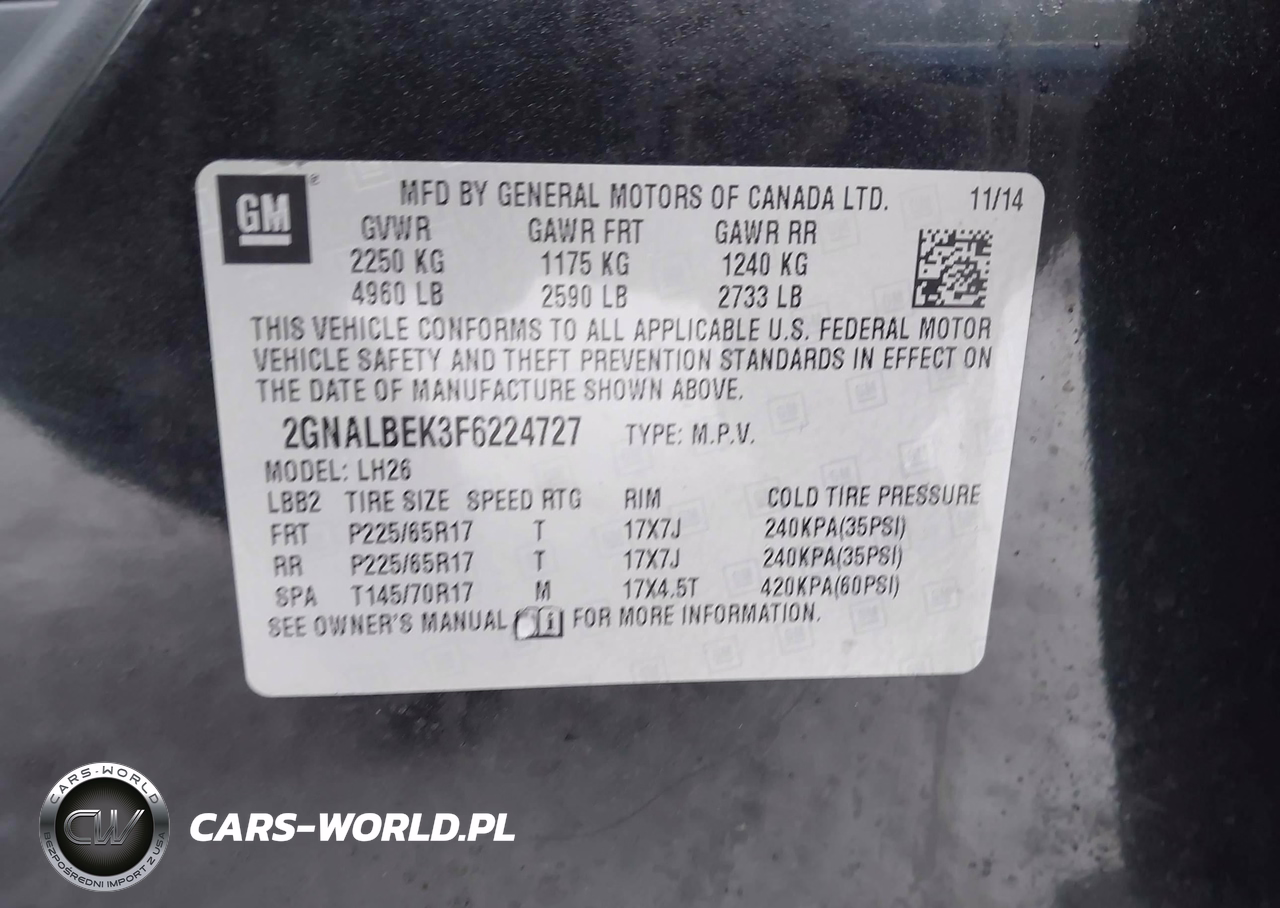 GM®
MFD BY GENERAL MOTORS OF CANADA LTD. 11/14
GVWR GAWR FRT GAWR RR
2250 KG 1175 KG 1240 KG
4960 LB 2590 LB 2733 LB
THIS VEHICLE CONFORMS TO ALL APPLICABLE U.S. FEDERAL MOTOR
VEHICLE SAFETY AND THEFT PREVENTION STANDARDS IN EFFECT ON
THE DATE OF MANUFACTURE SHOWN ABOVE.
2GNALBEK3F6224727 TYPE: M.P.V.
MODEL: LH26
LBB2 TIRE SIZE SPEED RTG RIM COLD TIRE PRESSURE
FRT P225/65R17 T 17X7J 240KPA(35PSI)
RR P225/65R17 T 17X7J 240KPA(35PSI)
SPA T145/70R17 M 17X4.5T 420KPA(60PSI)
SEE OWNER'S MANUAL i FOR MORE INFORMATION.
CARS-WORLD
CW
BEZPOŚREDNI IMPORT Z USA
CARS-WORLD.PL